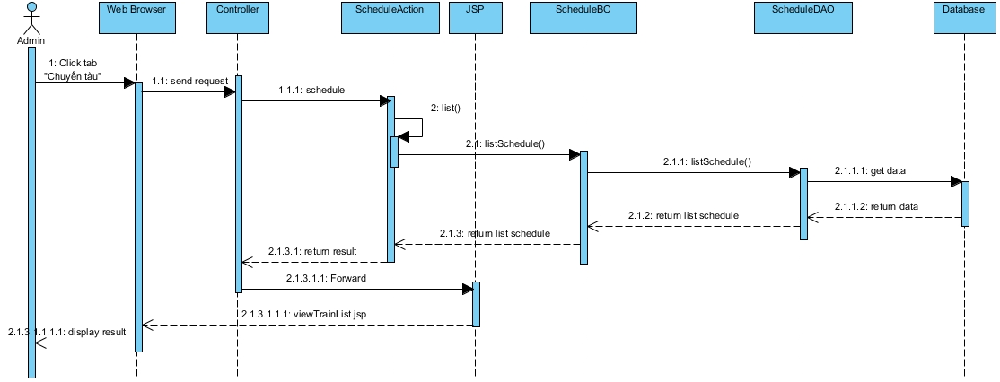 Web Browser
Controller
ScheduleAction
JSP
ScheduleBO
ScheduleDAO
Database
Admin
1: Click tab
"Chuyến tàu"
1.1: send request
1.1.1: schedule
2: list()
2.1: listSchedule()
2.1.1: listSchedule()
2.1.1.1: get data
2.1.1.2: return data
2.1.2: return list schedule
2.1.3: return list schedule
2.1.3.1: return result
2.1.3.1.1: Forward
2.1.3.1.1.1: viewTrainList.jsp
2.1.3.1.1.1.1: display result